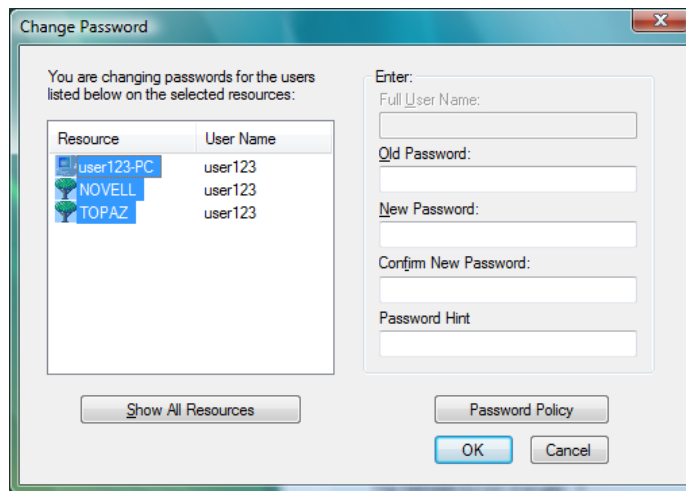 Change Password
You are changing passwords for the users
listed below on the selected resources:
Resource User Name
user123-PC user123
NOVELL user123
TOPAZ user123
Show All Resources
Enter:
Full User Name:
Old Password:
New Password:
Confirm New Password:
Password Hint
Password Policy
OK Cancel